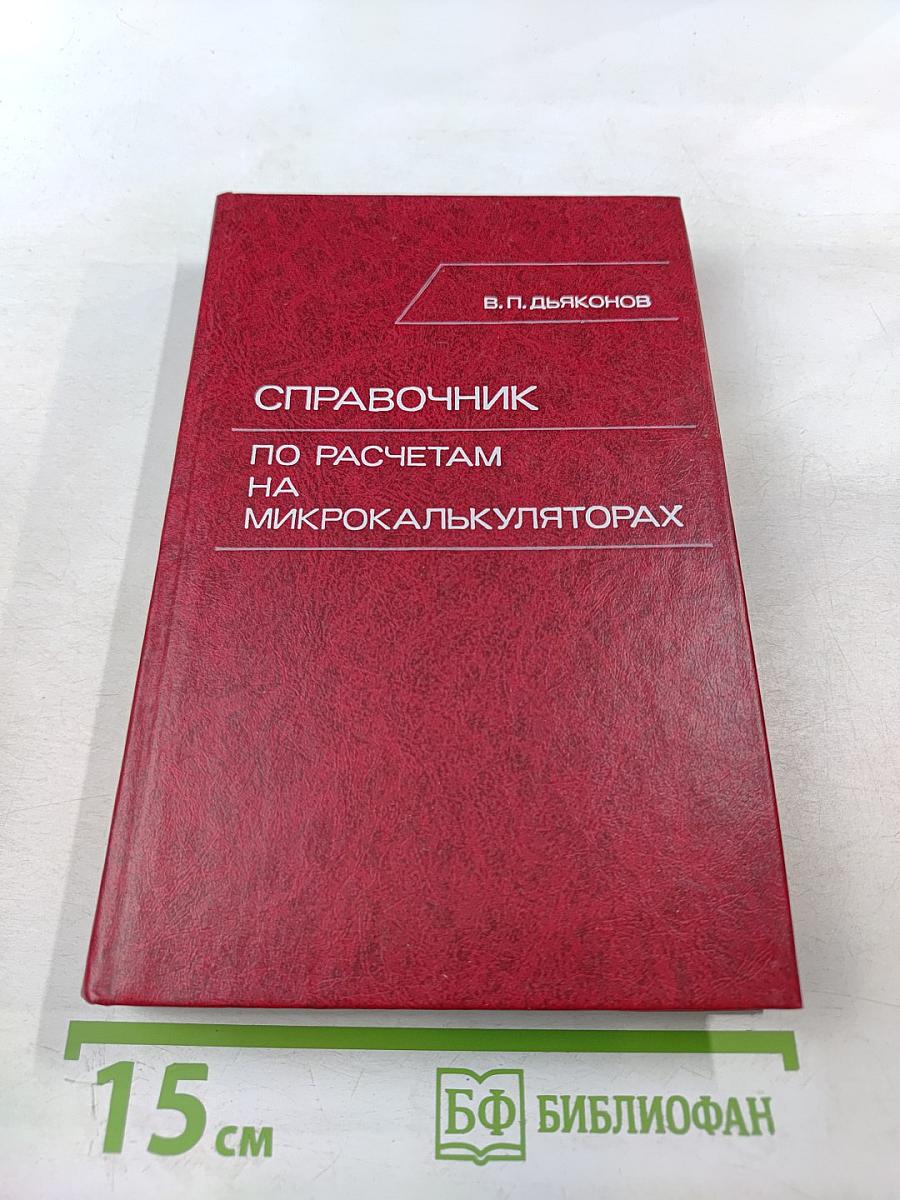 В. П. ДЬЯКОНОВ
СПРАВОЧНИК
ПО РАСЧЕТАМ
НА
МИКРОКАЛЬКУЛЯТОРАХ
15 см
БФ БИБЛИОФАН